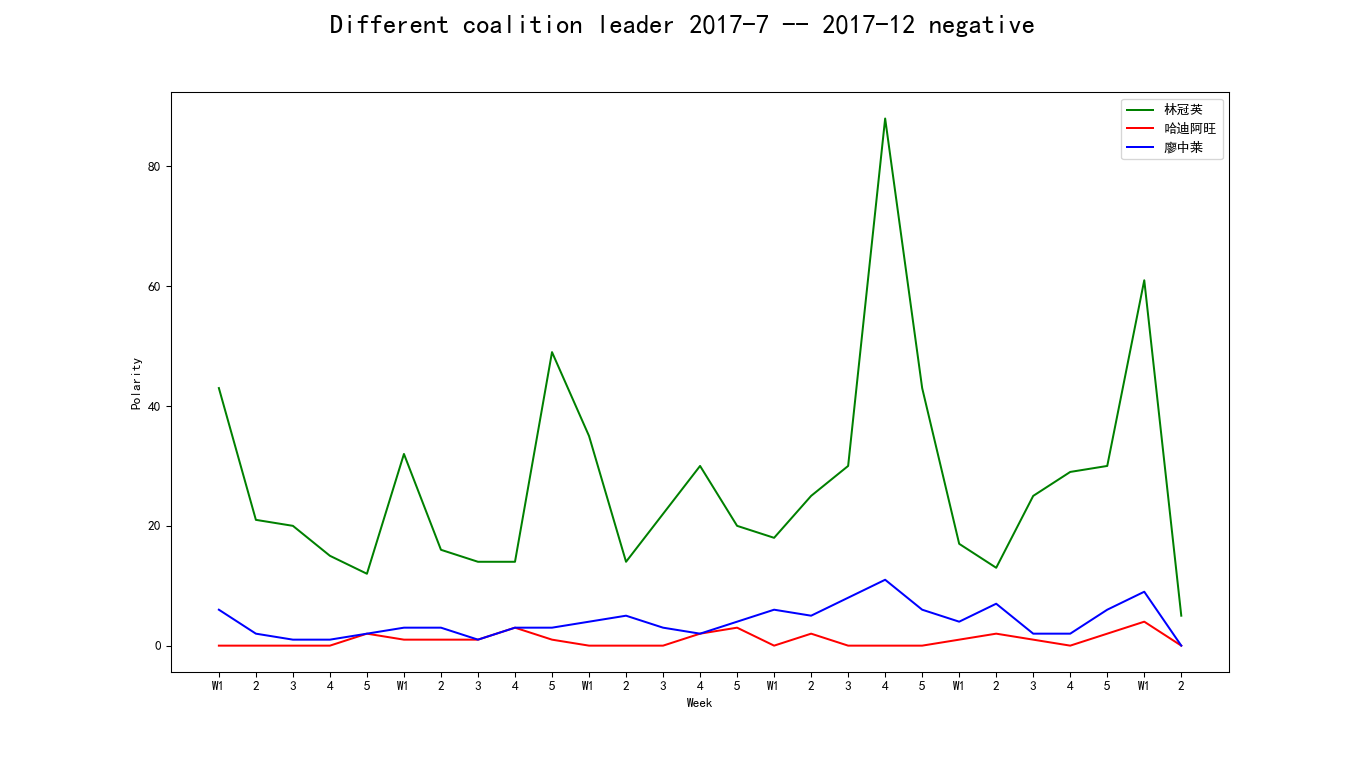 Different coalition leader 2017-7 -- 2017-12 negative
林冠英
哈迪阿旺
廖中莱
80
60
40
20
0
Polarity
W1 2 3 4 5 W1 2 3 4 5 W1 2 3 4 5 W1 2 3 4 5 W1 2 3 4 5 W1 2
Week